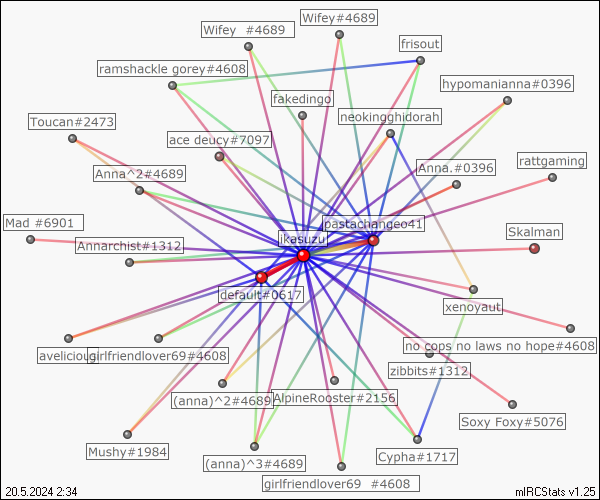 Wifey #4689
Wifey#4689
frisout
ramshackle gorey#4608
hypomanianna#0396
fakedingo
neokingghidorah
Toucan#2473
ace deucy#7097
Anna^2#4689
Anna.#0396
rattgaming
Mad #6901
pastachangeo41
Skalman
Annarchist#1312
ikasuzu
default#0617
xenoyaut
avelicious
girlfriendlover69#4608
no cops no laws no hope#4608
zibbits#1312
(anna)^2#4689
AlpineRooster#2156
Soxy Foxy#5076
Mushy#1984
(anna)^3#4689
Cypha#1717
girlfriendlover69 #4608
20.5.2024 2:34
mIRCStats v1.25